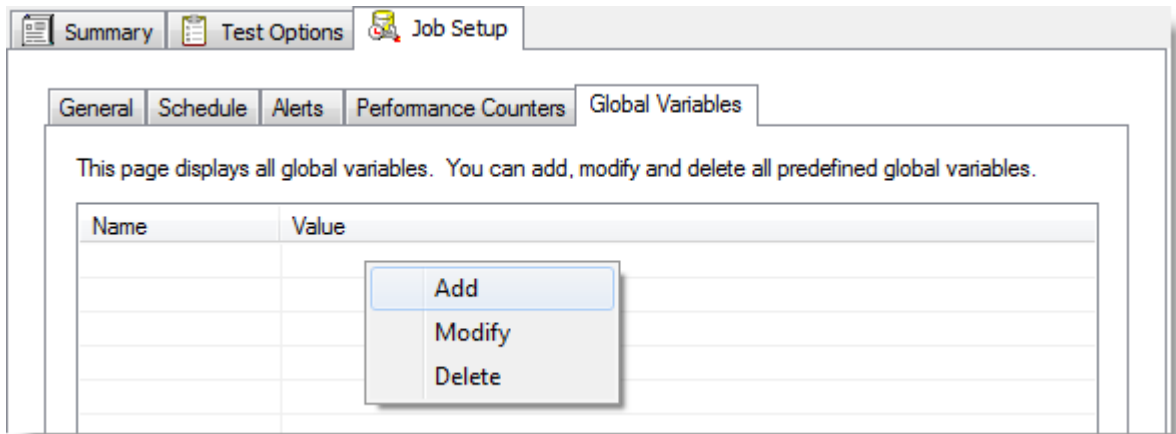 Summary Test Options Job Setup
General Schedule Alerts Performance Counters Global Variables
This page displays all global variables. You can add, modify and delete all predefined global variables.
Name Value
Add
Modify
Delete